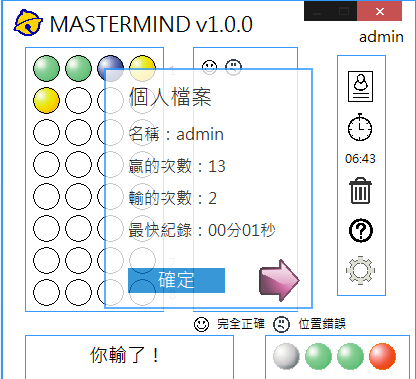 MASTERMIND v1.0.0
admin
個人檔案
名稱：admin
贏的次數：13
輸的次數：2
最快紀錄：00分01秒
確定
06:43
完全正確 位置錯誤
你輸了！